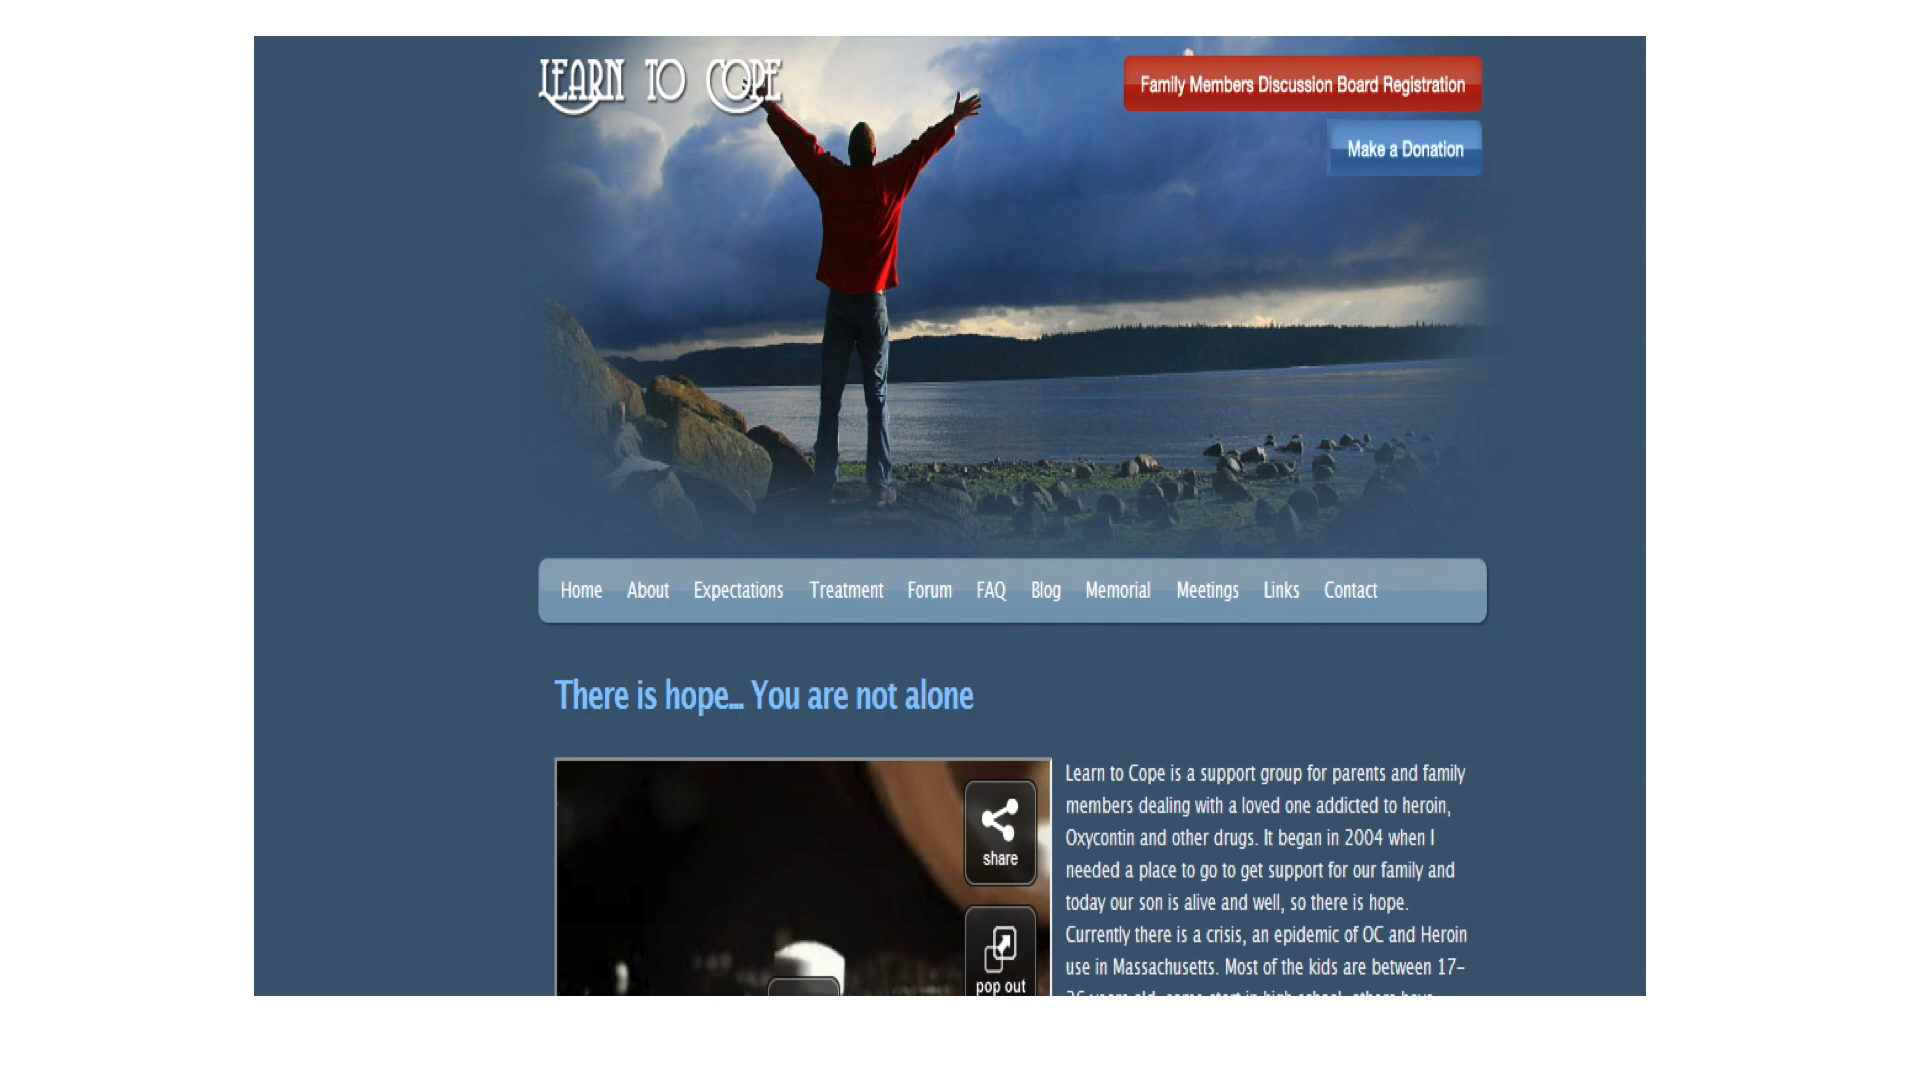 LEARN TO COPE
Family Members Discussion Board Registration
Make a Donation
Home About Expectations Treatment Forum FAQ Blog Memorial Meetings Links Contact
There is hope... You are not alone
share
pop out
Learn to Cope is a support group for parents and family
members dealing with a loved one addicted to heroin,
Oxycontin and other drugs. It began in 2004 when I
needed a place to go to get support for our family and
today our son is alive and well, so there is hope.
Currently there is a crisis, an epidemic of OC and Heroin
use in Massachusetts. Most of the kids are between 17–